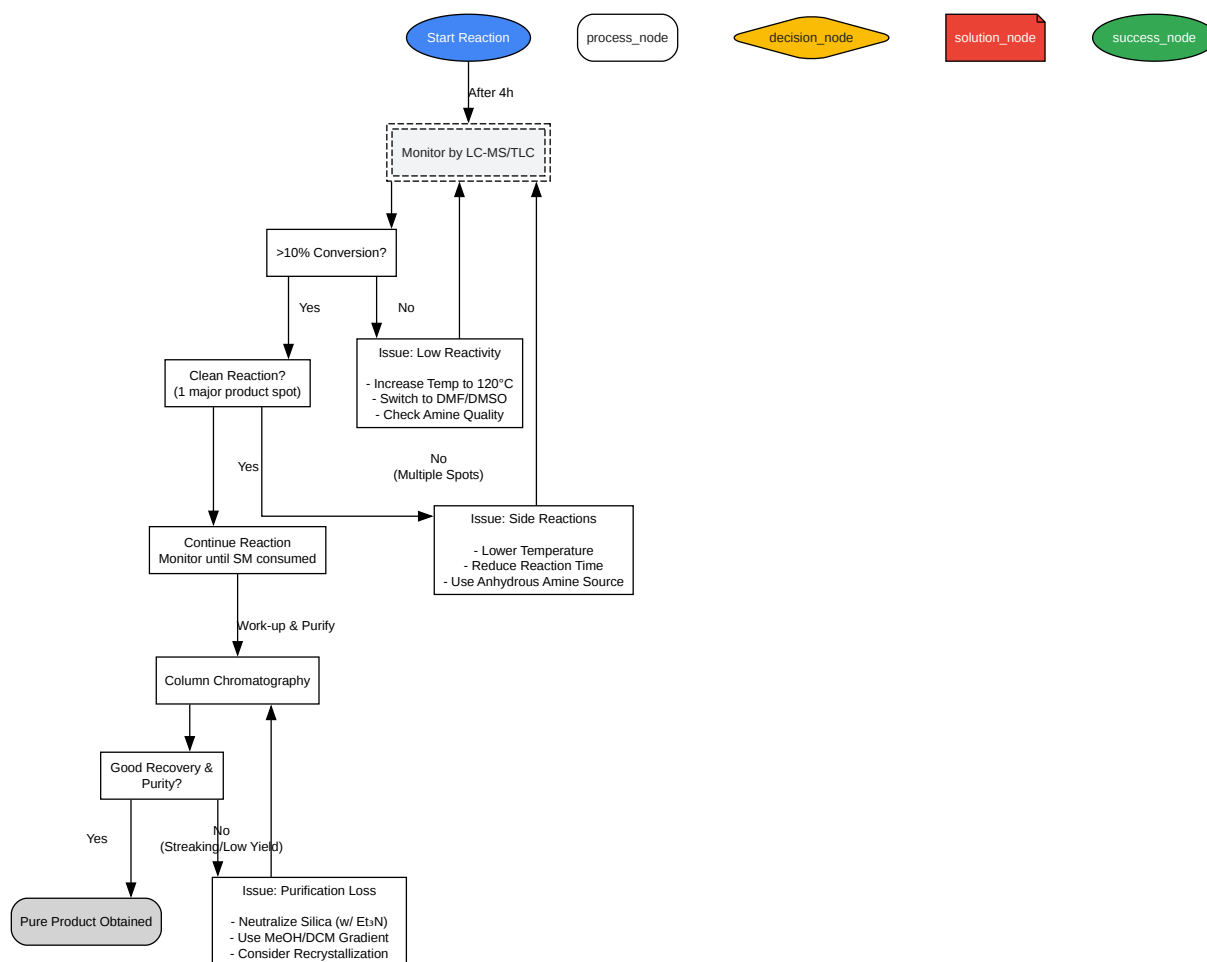 Start Reaction
process_node
decision_node
solution_node
success_node
After 4h
Monitor by LC-MS/TLC
>10% Conversion?
Yes
No
Issue: Low Reactivity
- Increase Temp to 120°C
- Switch to DMF/DMSO
- Check Amine Quality
Clean Reaction?
(1 major product spot)
Yes
No
(Multiple Spots)
Issue: Side Reactions
- Lower Temperature
- Reduce Reaction Time
- Use Anhydrous Amine Source
Continue Reaction
Monitor until SM consumed
Work-up & Purify
Column Chromatography
Good Recovery &
Purity?
Yes
No
(Streaking/Low Yield)
Issue: Purification Loss
- Neutralize Silica (w/ Et₃N)
- Use MeOH/DCM Gradient
- Consider Recrystallization
Pure Product Obtained